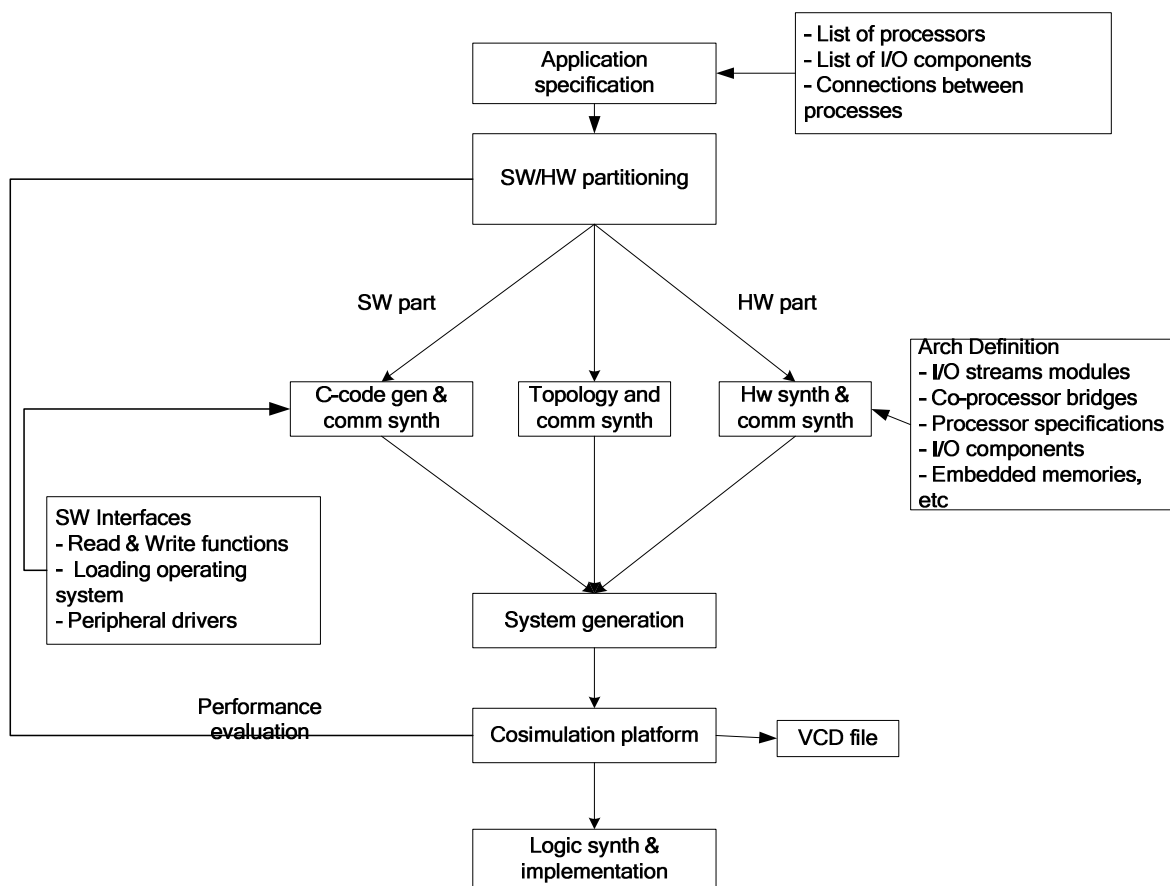 Application
specification
- List of processors
- List of I/O components
- Connections between
processes
SW/HW partitioning
SW part
HW part
C-code gen &
comm synth
Topology and
comm synth
Hw synth &
comm synth
Arch Definition
- I/O streams modules
- Co-processor bridges
- Processor specifications
- I/O components
- Embedded memories,
etc
SW Interfaces
- Read & Write functions
- Loading operating
system
- Peripheral drivers
System generation
Performance
evaluation
Cosimulation platform
VCD file
Logic synth &
implementation